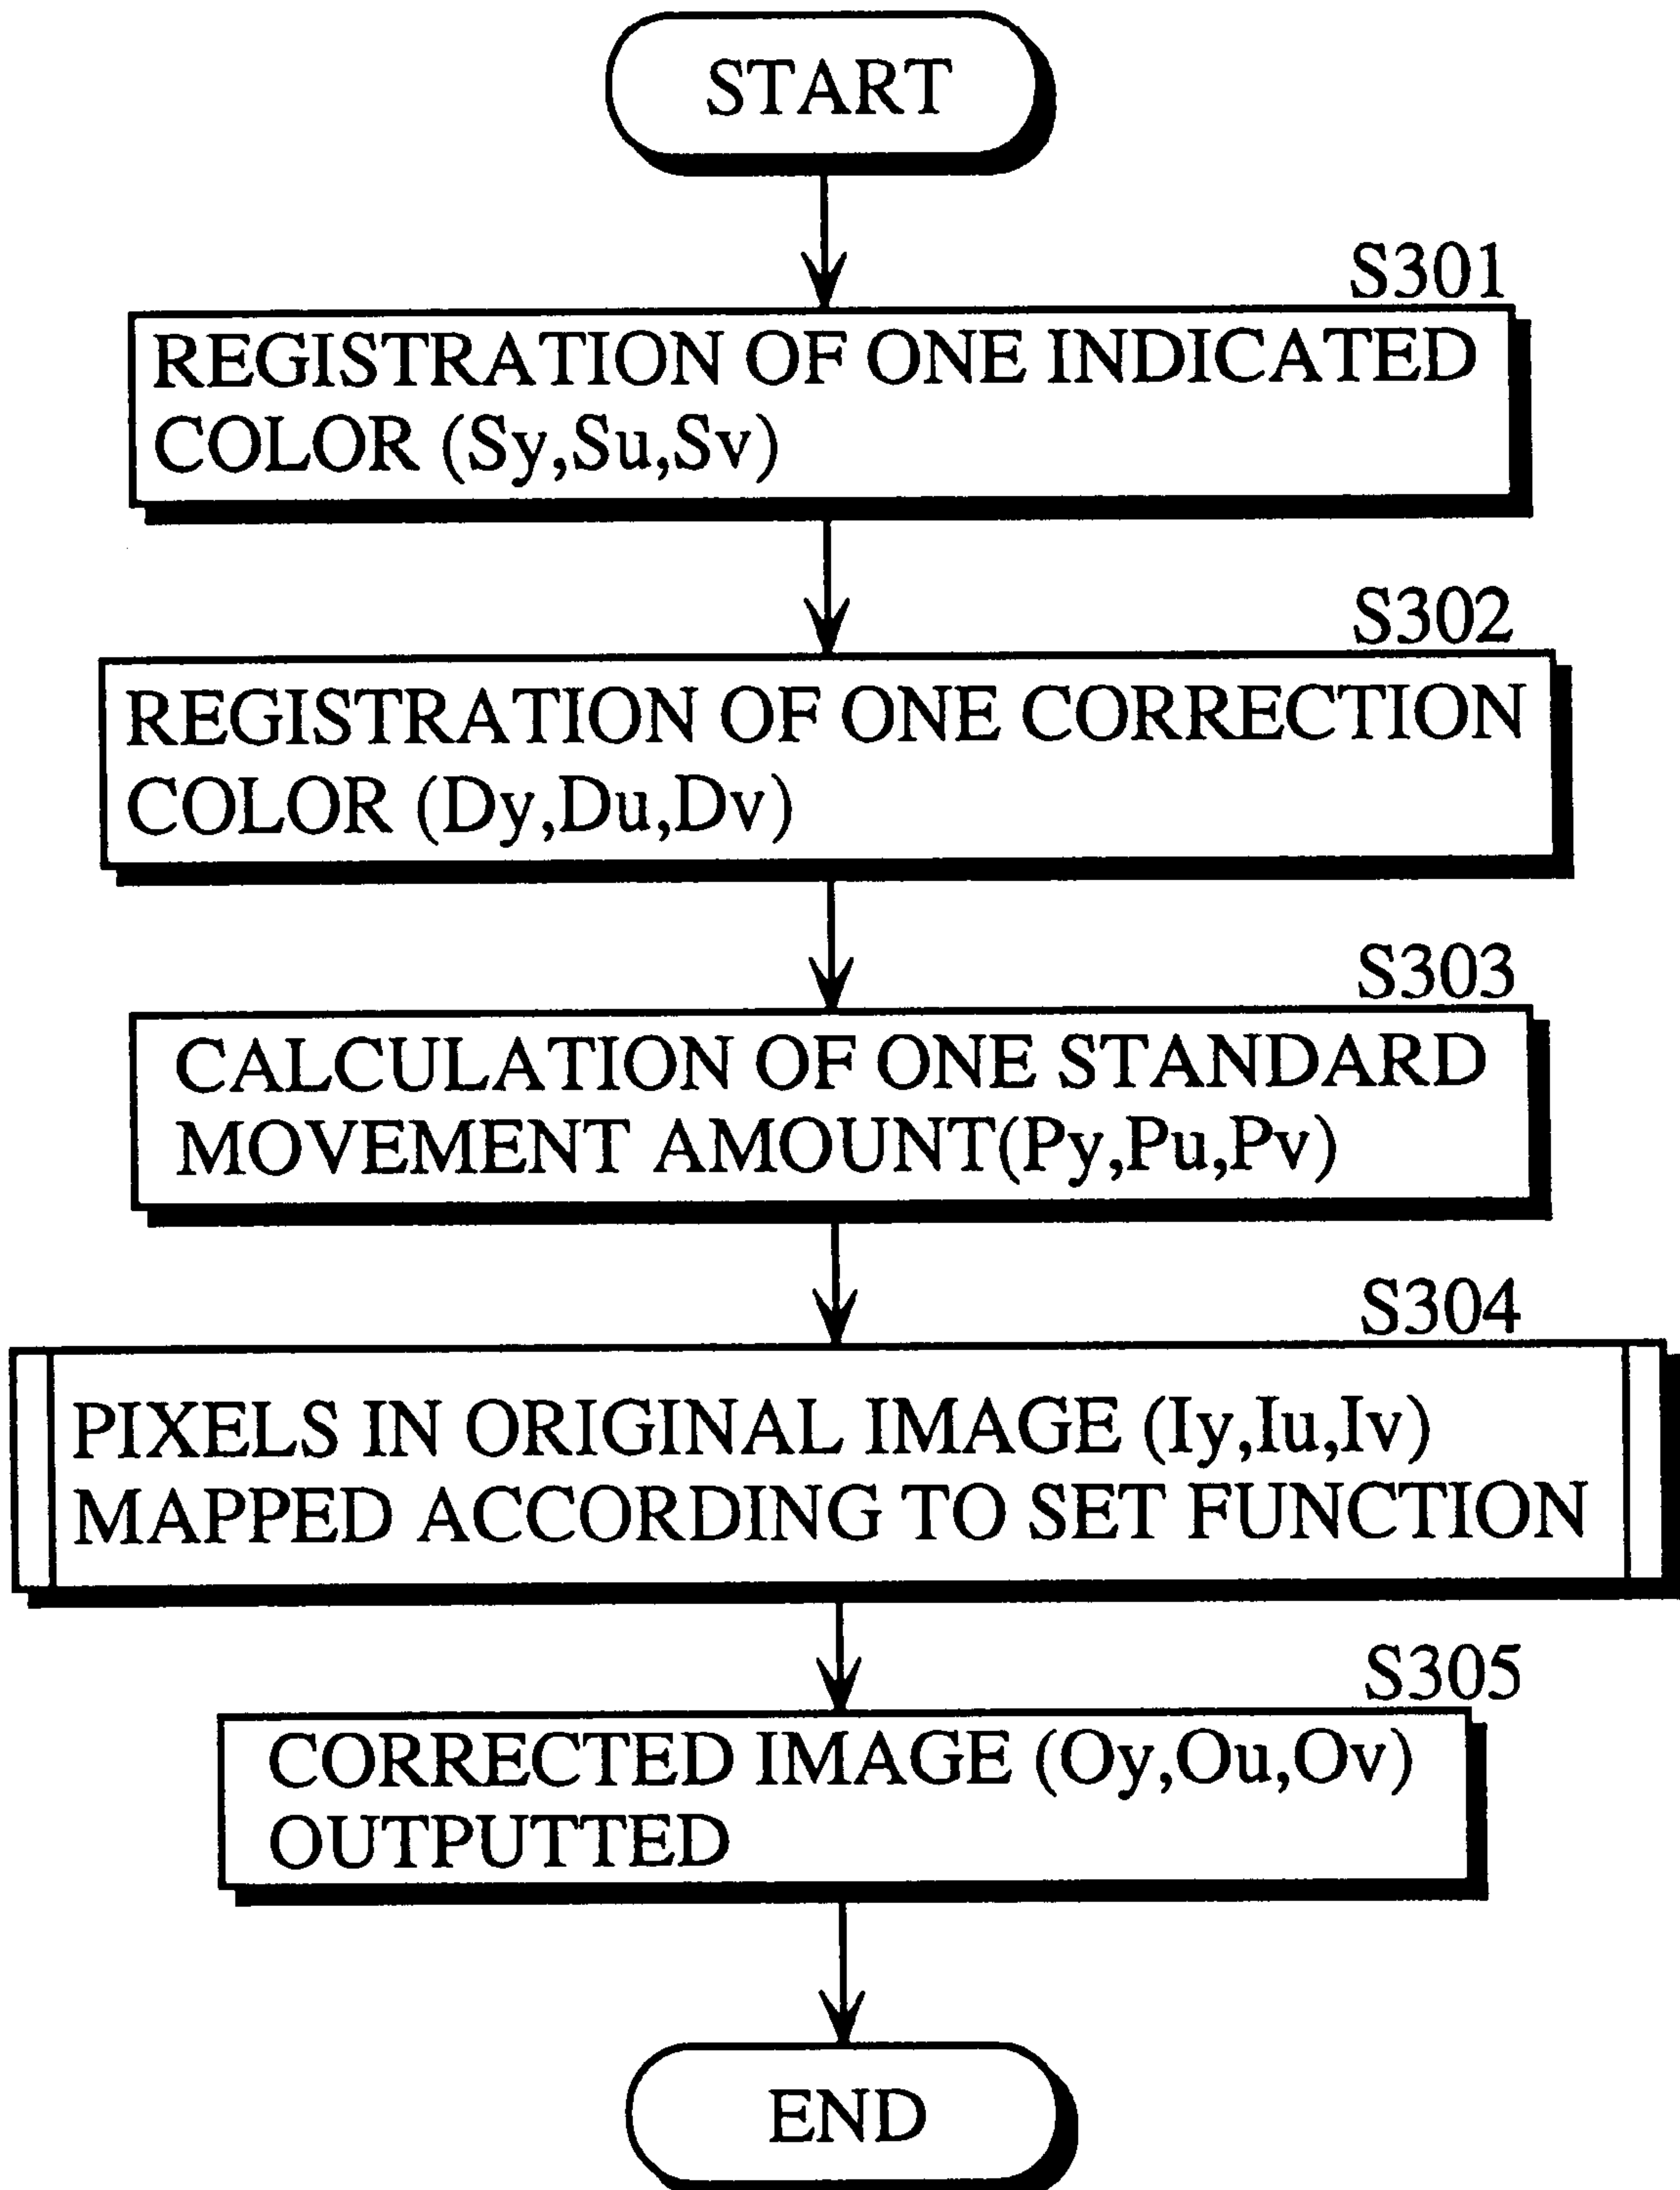 START
S301
REGISTRATION OF ONE INDICATED
COLOR (Sy,Su,Sv)
S302
REGISTRATION OF ONE CORRECTION
COLOR (Dy,Du,Dv)
S303
CALCULATION OF ONE STANDARD
MOVEMENT AMOUNT(Py,Pu,Pv)
S304
PIXELS IN ORIGINAL IMAGE (Iy,Iu,Iv)
MAPPED ACCORDING TO SET FUNCTION
S305
CORRECTED IMAGE (Oy,Ou,Ov)
OUTPUTTED
END